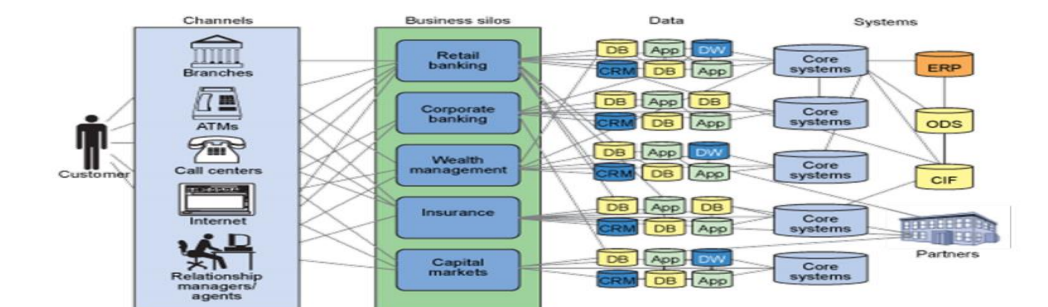 Channels
Business silos
Data
Systems
Customer
Branches
ATMs
Call centers
Internet
Relationship
managers/
agents
Retail
banking
Corporate
banking
Wealth
management
Insurance
Capital
markets
DB App DW
CRM DB App
DB App DB
CRM DB App
DB App DW
CRM DB App
DB App DB
CRM DB App
DB App DW
CRM DB App
Core
systems
Core
systems
Core
systems
Core
systems
Core
systems
ERP
ODS
CIF
Partners